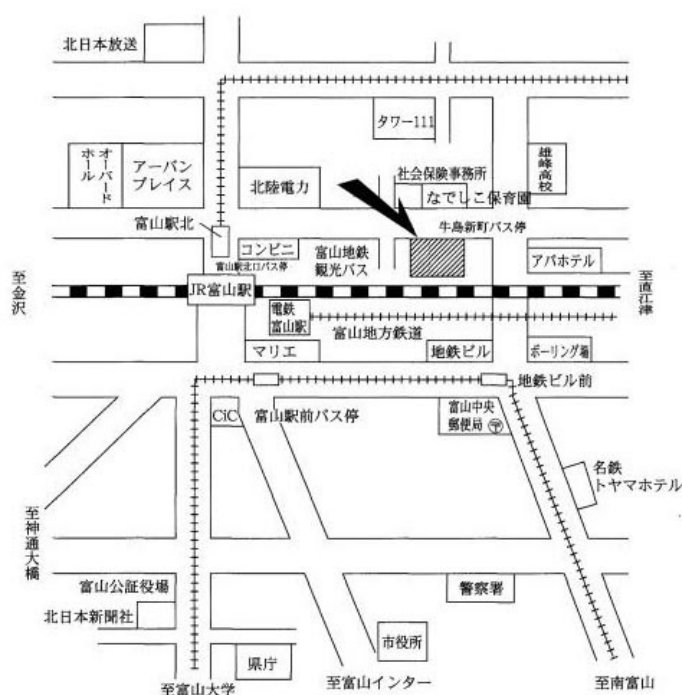 北日本放送
タワー111
オーバード
ホール
アーバン
プレイス
北陸電力
社会保険事務所
なでしこ保育園
雄峰高校
富山駅北
牛島新町バス停
コンビニ
富山駅北口バス停
富山地鉄
観光バス
アパホテル
至金沢
JR富山駅
至直江津
電鉄
富山駅
富山地方鉄道
マリエ
地鉄ビル
ボーリング場
地鉄ビル前
CiC
富山駅前バス停
富山中央
郵便局 〒
名鉄
トヤマホテル
至神通大橋
富山公証役場
北日本新聞社
警察署
市役所
県庁
至富山大学
至富山インター
至南富山